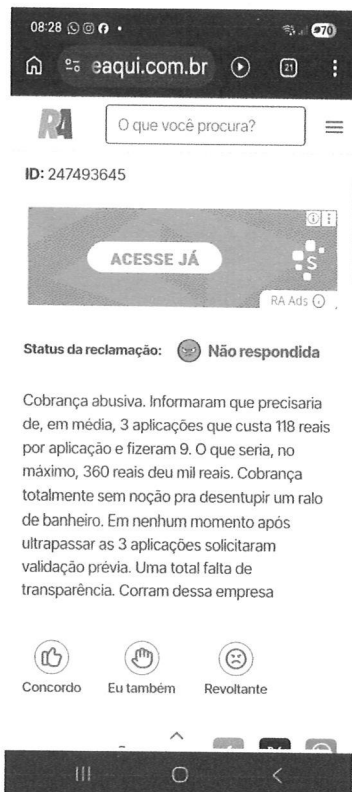 08:28
970
eaqui.com.br
21
RA
O que você procura?
ID: 247493645
ACESSE JÁ
S
RA Ads
Status da reclamação: Não respondida
Cobrança abusiva. Informaram que precisaria
de, em média, 3 aplicações que custa 118 reais
por aplicação e fizeram 9. O que seria, no
máximo, 360 reais deu mil reais. Cobrança
totalmente sem noção pra desentupir um ralo
de banheiro. Em nenhum momento após
ultrapassar as 3 aplicações solicitaram
validação prévia. Uma total falta de
transparência. Corram dessa empresa
Concordo Eu também Revoltante